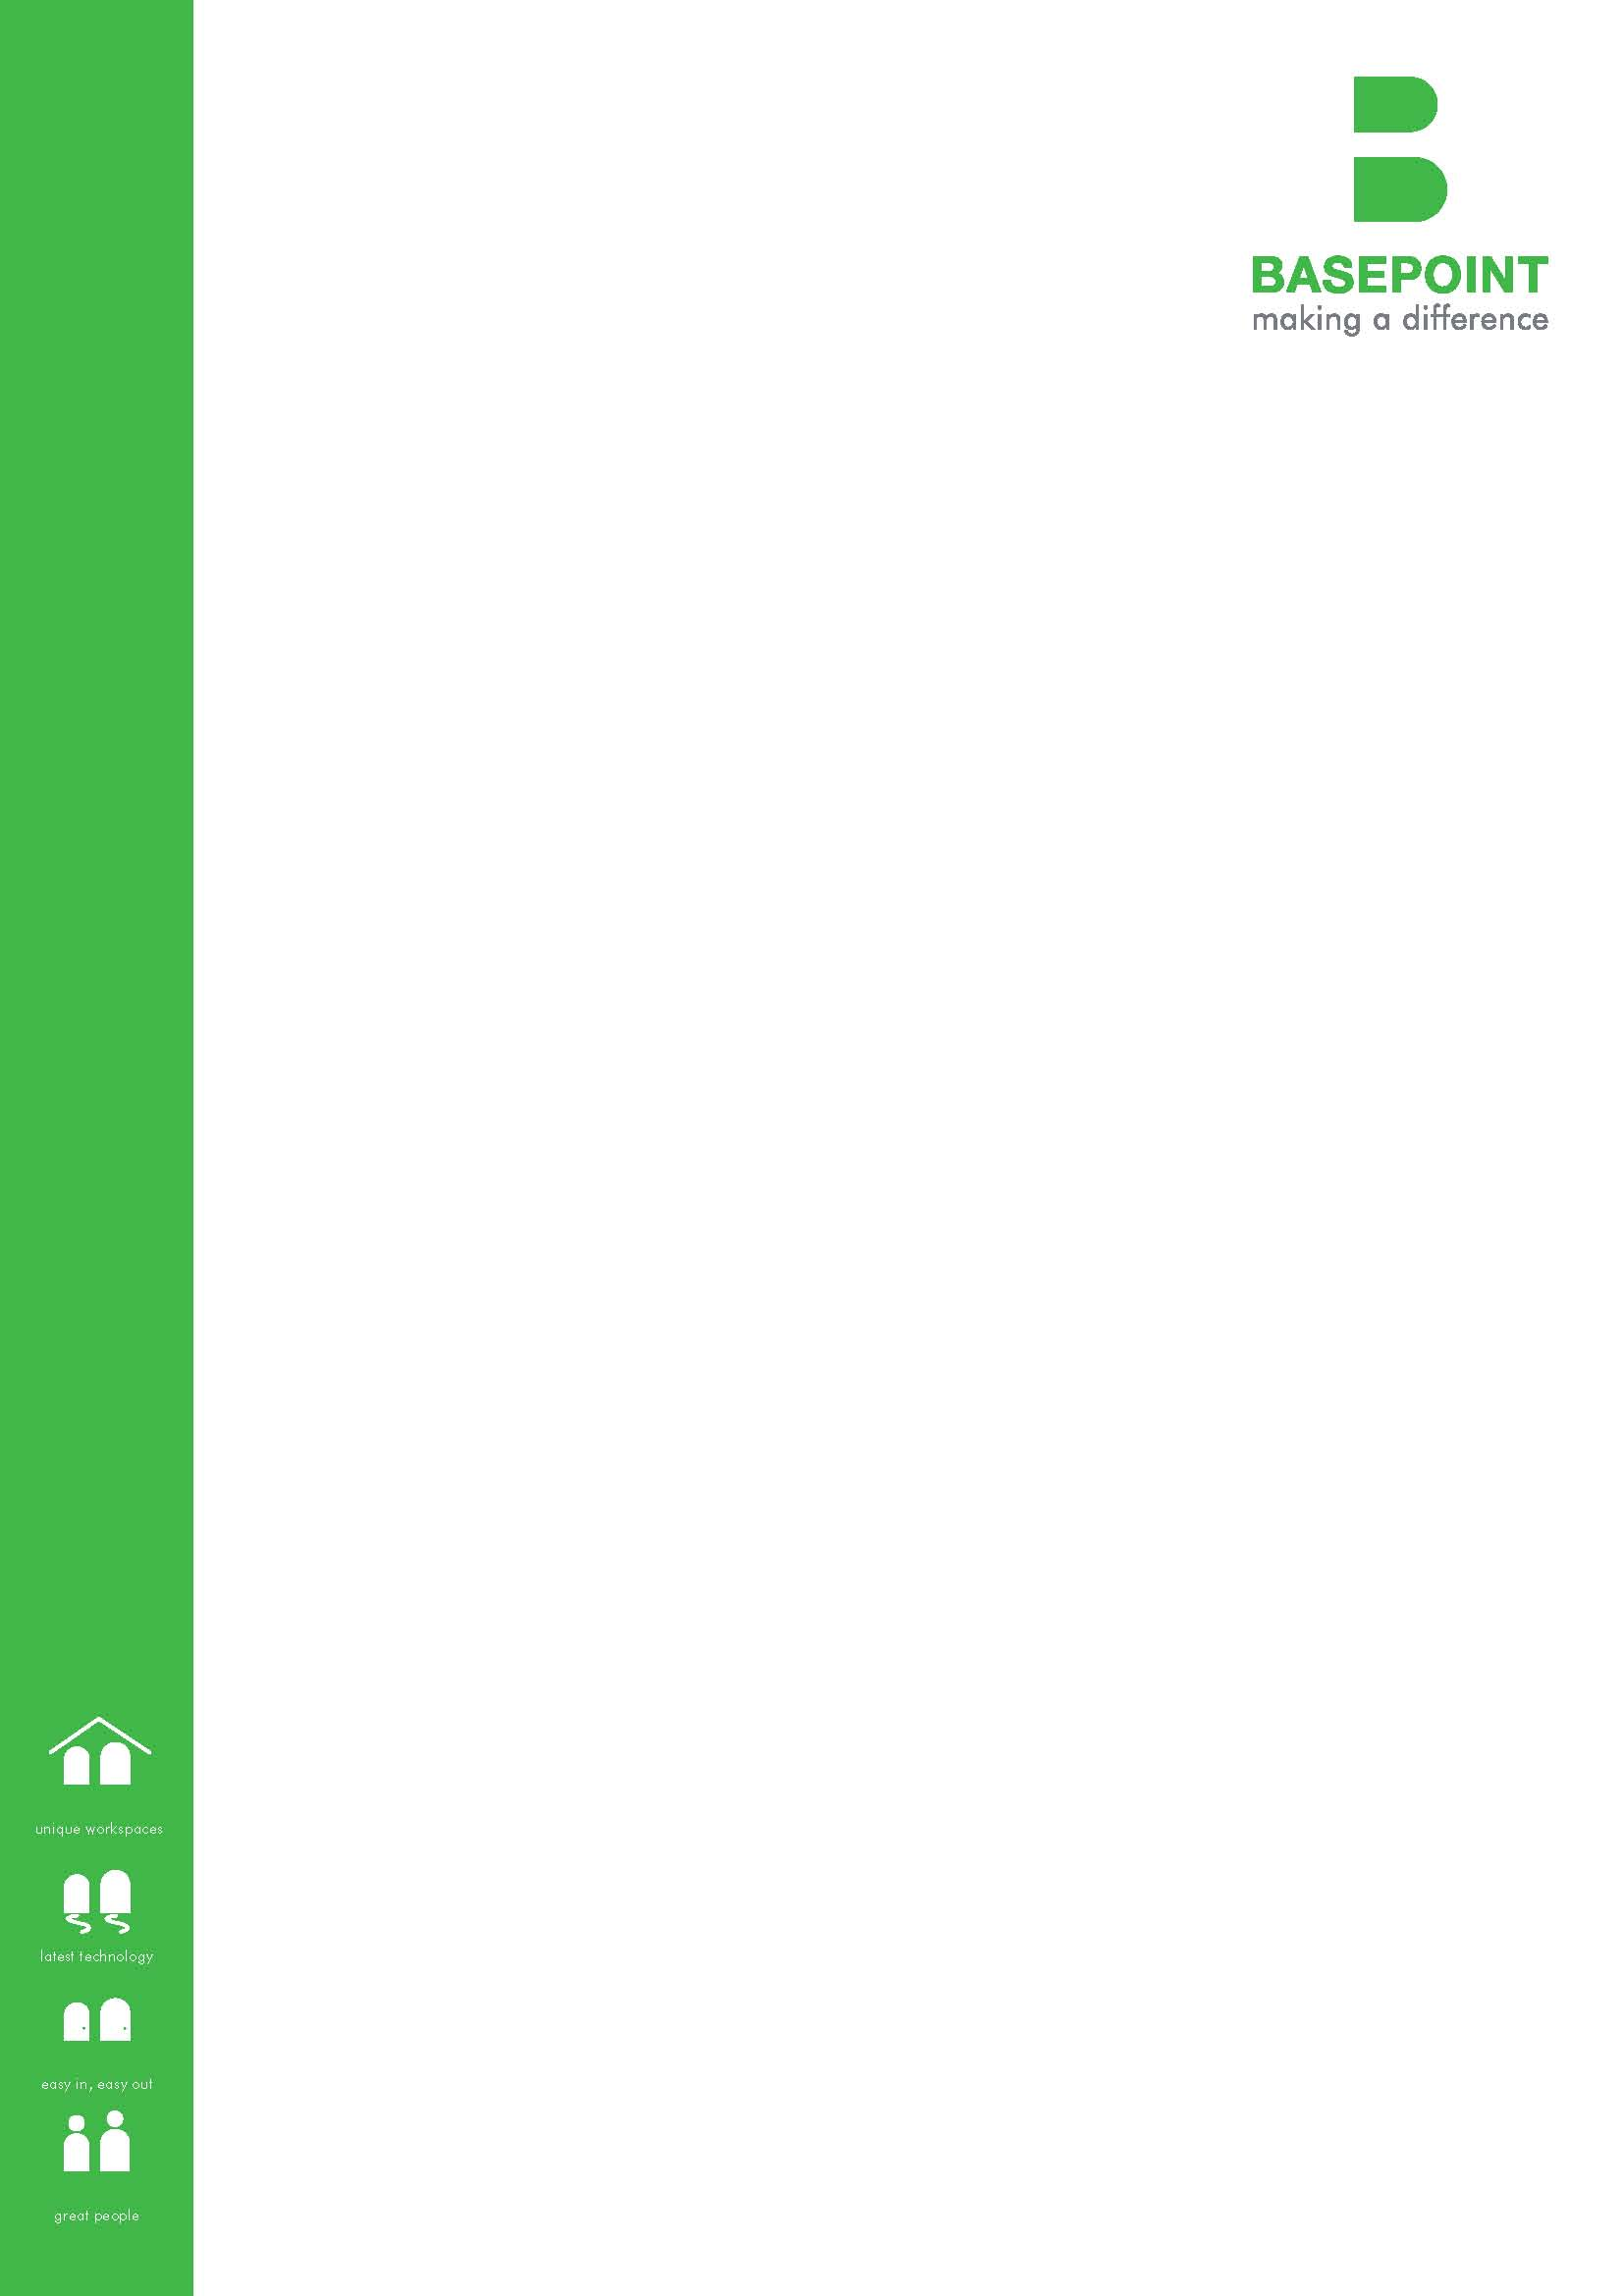 BASEPOINT
making a difference
unique workspaces
latest technology
easy in, easy out
great people